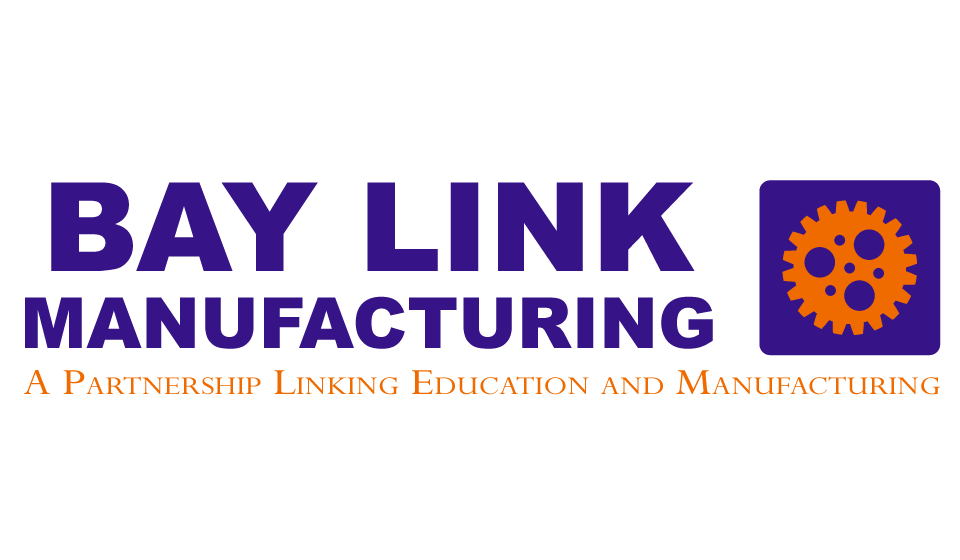 BAY LINK
MANUFACTURING
A Partnership Linking Education and Manufacturing